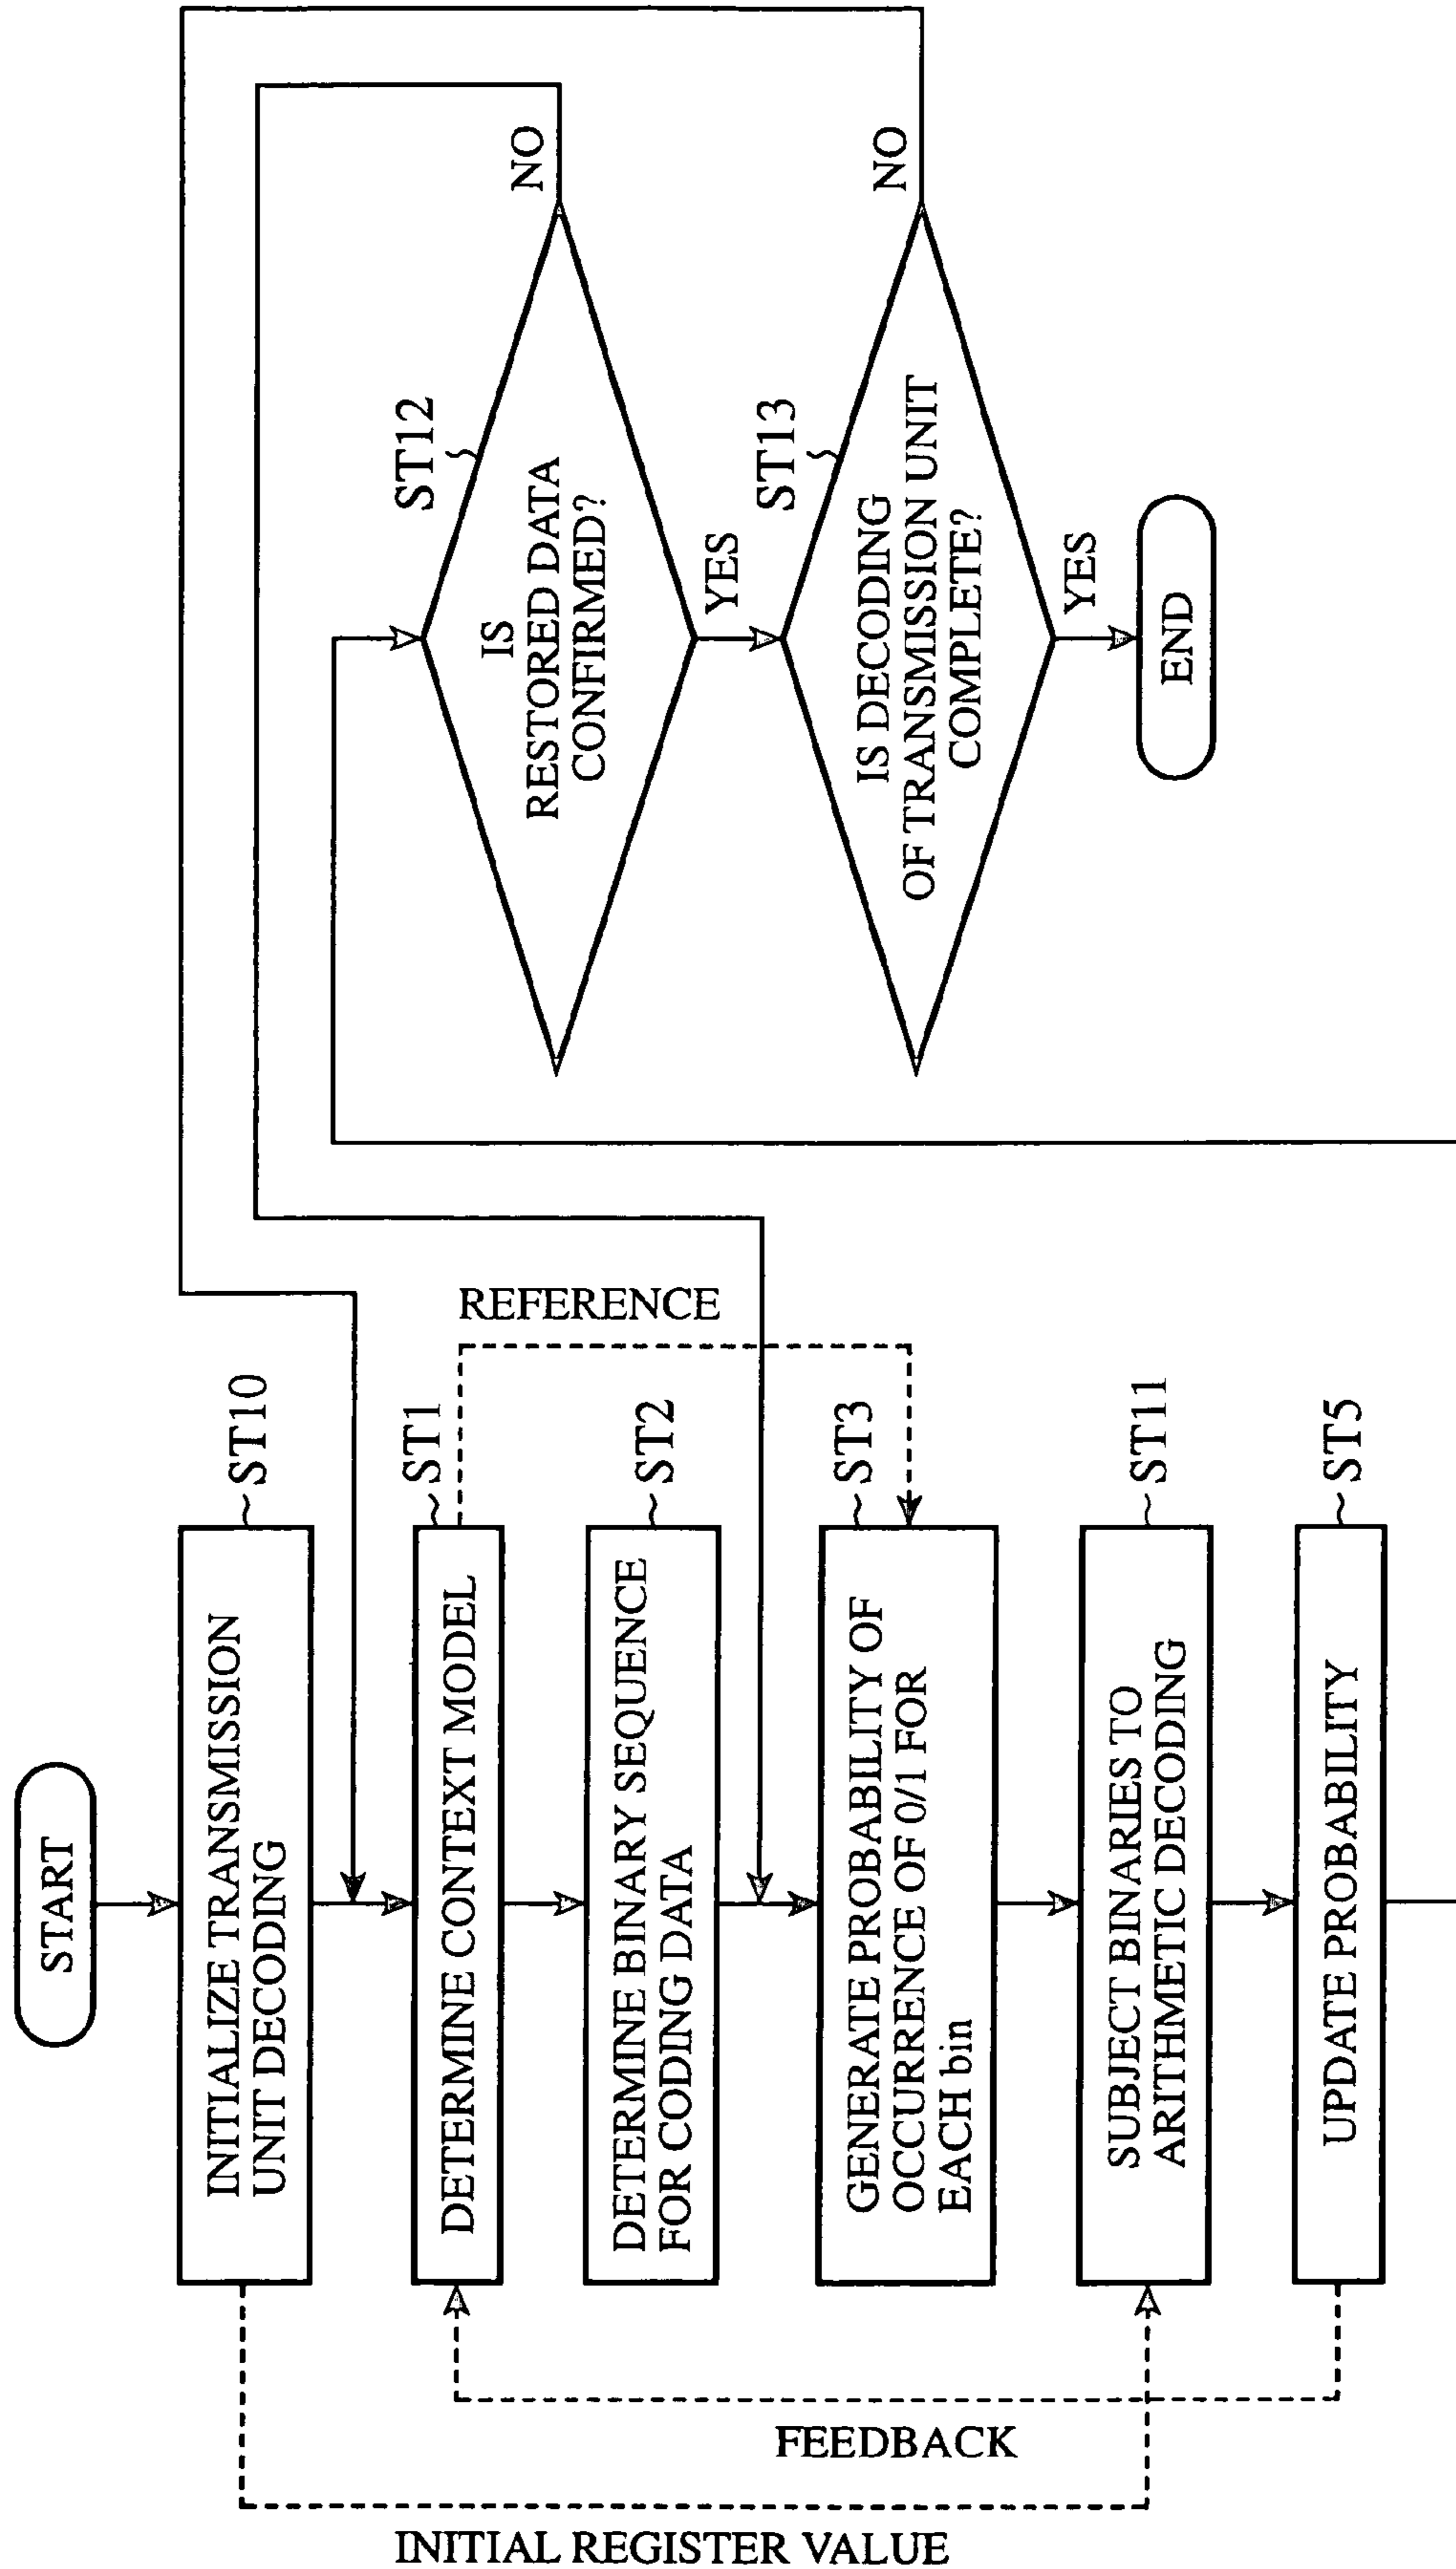 START
INITIALIZE TRANSMISSION
UNIT DECODING
ST10
DETERMINE CONTEXT MODEL
ST1
DETERMINE BINARY SEQUENCE
FOR CODING DATA
ST2
GENERATE PROBABILITY OF
OCCURRENCE OF 0/1 FOR
EACH bin
ST3
SUBJECT BINARIES TO
ARITHMETIC DECODING
ST11
UPDATE PROBABILITY
ST5
INITIAL REGISTER VALUE
FEEDBACK
REFERENCE
IS
RESTORED DATA
CONFIRMED?
ST12
NO
YES
IS DECODING
OF TRANSMISSION UNIT
COMPLETE?
ST13
NO
YES
END